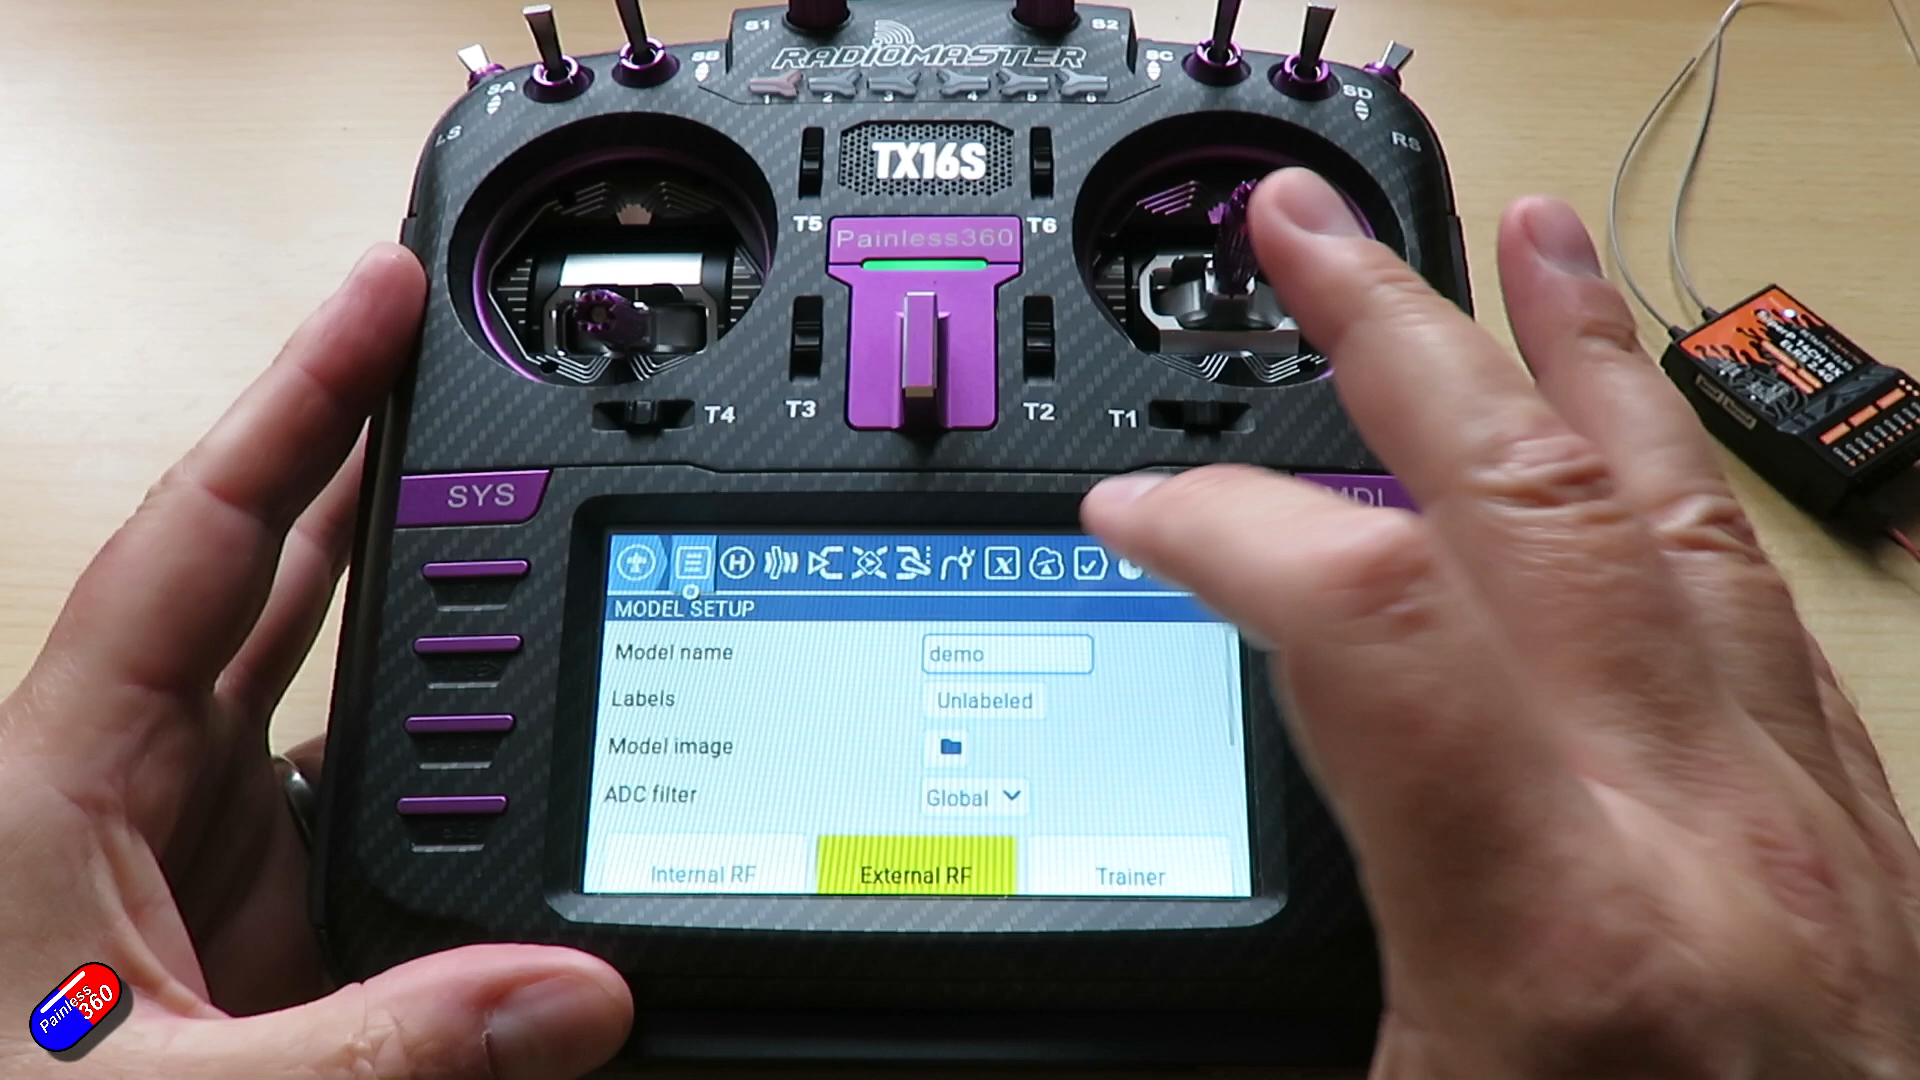 S1
S2
RADIOMASTER
SB
SC
SA
SD
1 2 3 4 5 6
LS
RS
TX16S
T5
T6
Painless360
T4
T3
T2
T1
SYS
MDL
MODEL SETUP
Model name
demo
Labels
Unlabeled
Model image
ADC filter
Global
Internal RF
External RF
Trainer
Painless
360